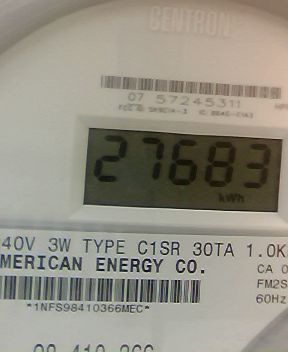 CENTRON
07 57245311
27683
kWh
40V 3W TYPE C1SR 30TA 1.0K
MERICAN ENERGY CO.
CA 0
FM2S
60Hz
*1NFS98410366MEC*